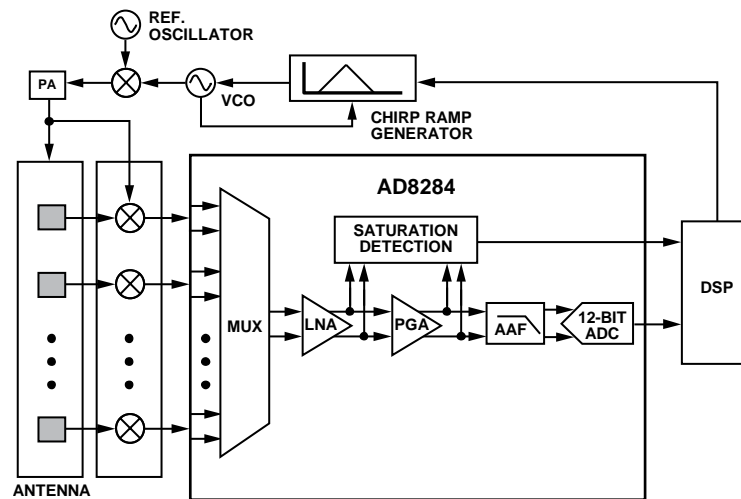 REF.
OSCILLATOR
PA
VCO
CHIRP RAMP
GENERATOR
AD8284
SATURATION
DETECTION
DSP
MUX
LNA
PGA
AAF
12-BIT
ADC
ANTENNA